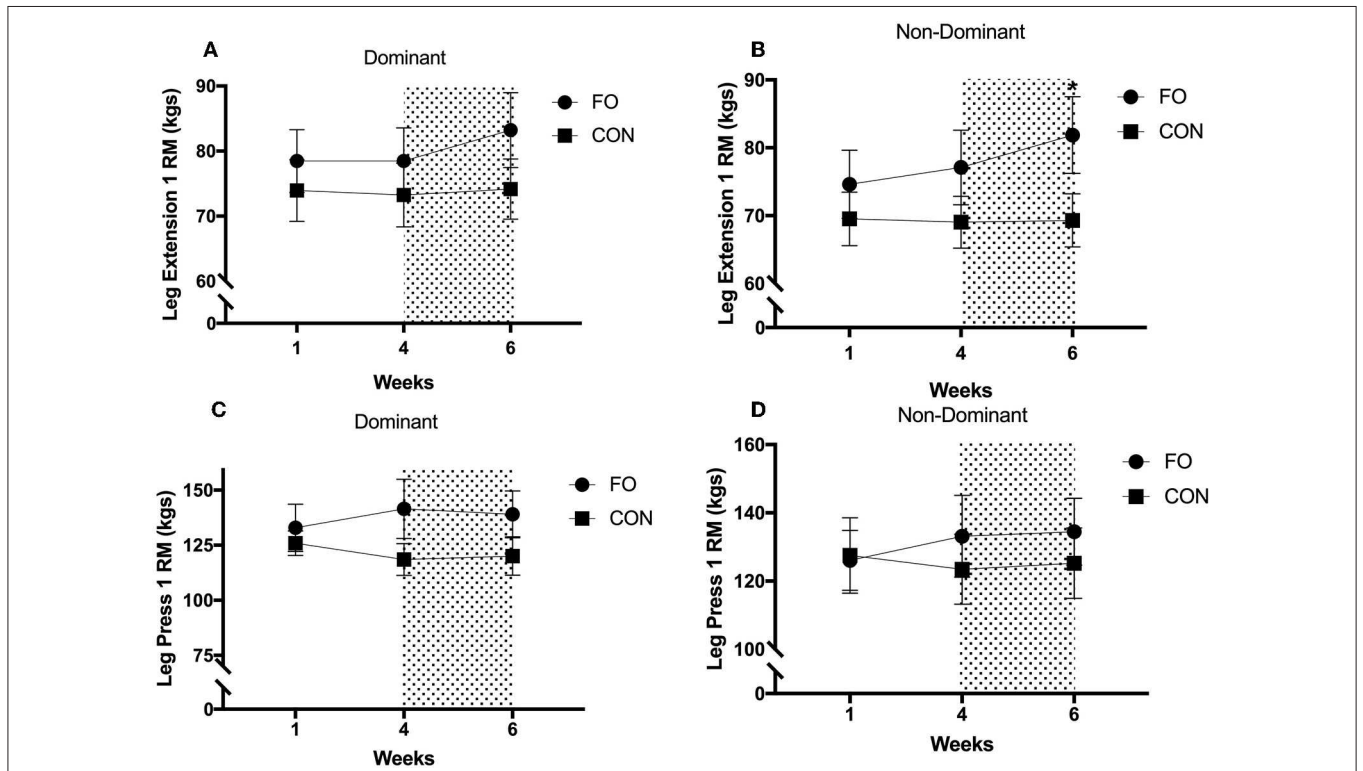 A
Dominant
Leg Extension 1 RM (kgs)
90
80
70
60
0
1
4
6
Weeks
FO
CON
B
Non-Dominant
Leg Extension 1 RM (kgs)
90
80
70
60
0
*
1
4
6
Weeks
FO
CON
C
Dominant
Leg Press 1 RM (kgs)
150
125
100
75
0
1
4
6
Weeks
FO
CON
D
Non-Dominant
Leg Press 1 RM (kgs)
160
140
120
100
0
1
4
6
Weeks
FO
CON